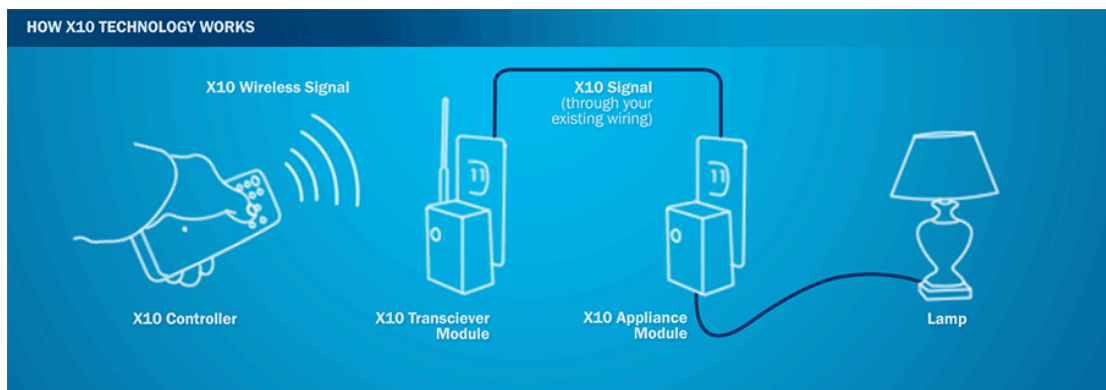 HOW X10 TECHNOLOGY WORKS
X10 Wireless Signal
X10 Signal
(through your
existing wiring)
X10 Controller
X10 Transciever
Module
X10 Appliance
Module
Lamp